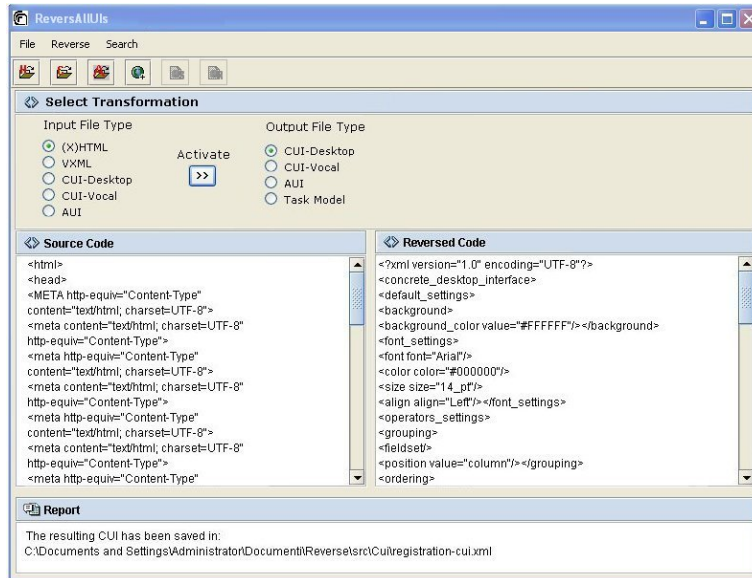 ReversAllUIs
File Reverse Search
Select Transformation
Input File Type
(X)HTML
VXML
CUI-Desktop
CUI-Vocal
AUI
Activate
>>
Output File Type
CUI-Desktop
CUI-Vocal
AUI
Task Model
Source Code
<html>
<head>
<META http-equiv="Content-Type"
content="text/html; charset=UTF-8">
<meta content="text/html; charset=UTF-8"
http-equiv="Content-Type">
<meta http-equiv="Content-Type"
content="text/html; charset=UTF-8">
<meta content="text/html; charset=UTF-8"
http-equiv="Content-Type">
<meta http-equiv="Content-Type"
content="text/html; charset=UTF-8">
<meta content="text/html; charset=UTF-8"
http-equiv="Content-Type">
<meta http-equiv="Content-Type"
Reversed Code
<?xml version="1.0" encoding="UTF-8"?>
<concrete_desktop_interface>
<default_settings>
<background>
<background_color value="#FFFFFF"/></background>
<font_settings>
<font font="Arial"/>
<color color="#000000"/>
<size size="14_pt"/>
<align align="Left"/></font_settings>
<operators_settings>
<grouping>
<fieldset/>
<position value="column"/></grouping>
<ordering>
Report
The resulting CUI has been saved in:
C:\Documents and Settings\Administrator\Documenti\Reverse\src\Cui\registration-cui.xml